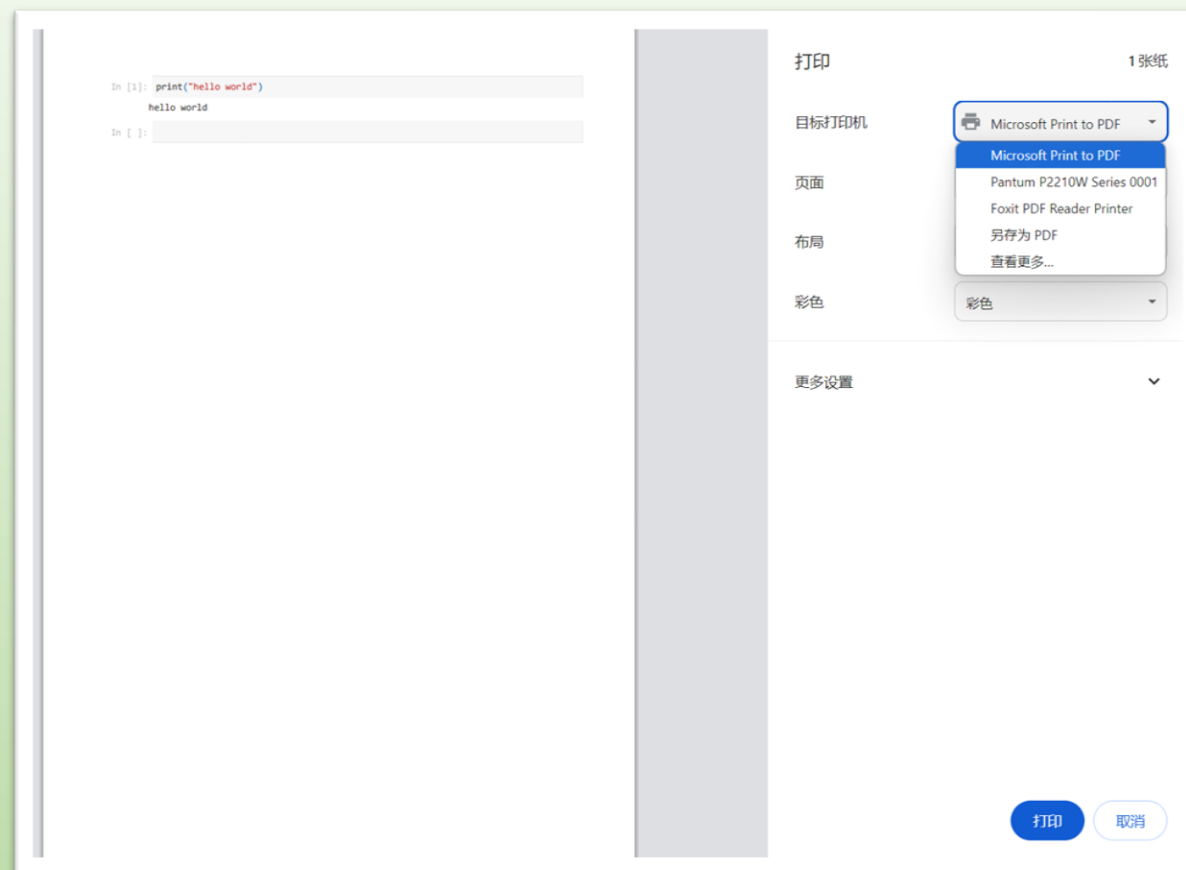 In [1]: print("hello world")
hello world
In [ ]:
打印
1 张纸
目标打印机
Microsoft Print to PDF
Microsoft Print to PDF
Pantum P2210W Series 0001
Foxit PDF Reader Printer
另存为 PDF
查看更多...
页面
布局
彩色
彩色
更多设置
打印
取消